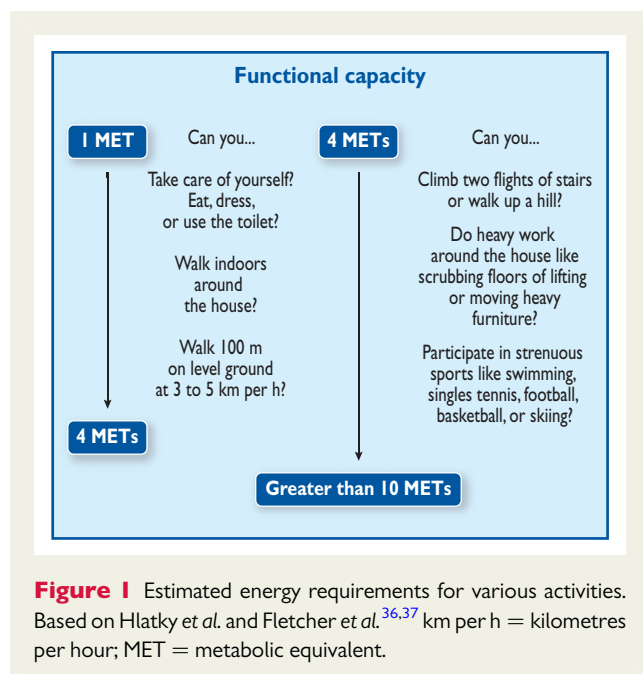 Functional capacity
1 MET
Can you...
Take care of yourself?
Eat, dress,
or use the toilet?
Walk indoors
around
the house?
Walk 100 m
on level ground
at 3 to 5 km per h?
4 METs
4 METs
Can you...
Climb two flights of stairs
or walk up a hill?
Do heavy work
around the house like
scrubbing floors of lifting
or moving heavy
furniture?
Participate in strenuous
sports like swimming,
singles tennis, football,
basketball, or skiing?
Greater than 10 METs
Figure 1 Estimated energy requirements for various activities.
Based on Hlatky et al. and Fletcher et al.36,37 km per h = kilometres
per hour; MET = metabolic equivalent.